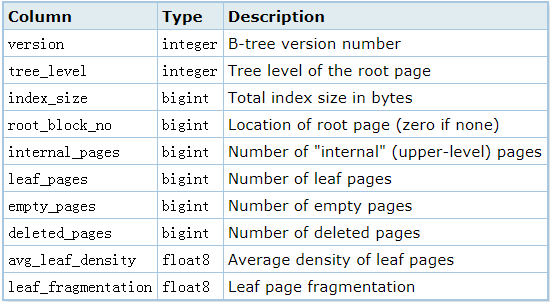 Column Type Description
version integer B-tree version number
tree_level integer Tree level of the root page
index_size bigint Total index size in bytes
root_block_no bigint Location of root page (zero if none)
internal_pages bigint Number of "internal" (upper-level) pages
leaf_pages bigint Number of leaf pages
empty_pages bigint Number of empty pages
deleted_pages bigint Number of deleted pages
avg_leaf_density float8 Average density of leaf pages
leaf_fragmentation float8 Leaf page fragmentation